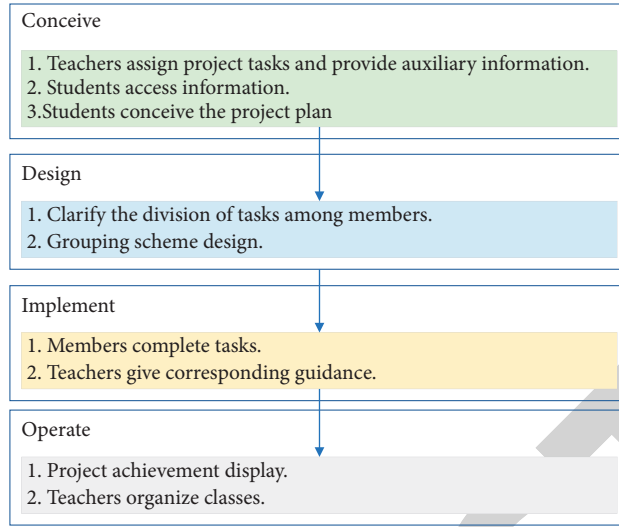 Conceive
1. Teachers assign project tasks and provide auxiliary information.
2. Students access information.
3.Students conceive the project plan
Design
1. Clarify the division of tasks among members.
2. Grouping scheme design.
Implement
1. Members complete tasks.
2. Teachers give corresponding guidance.
Operate
1. Project achievement display.
2. Teachers organize classes.